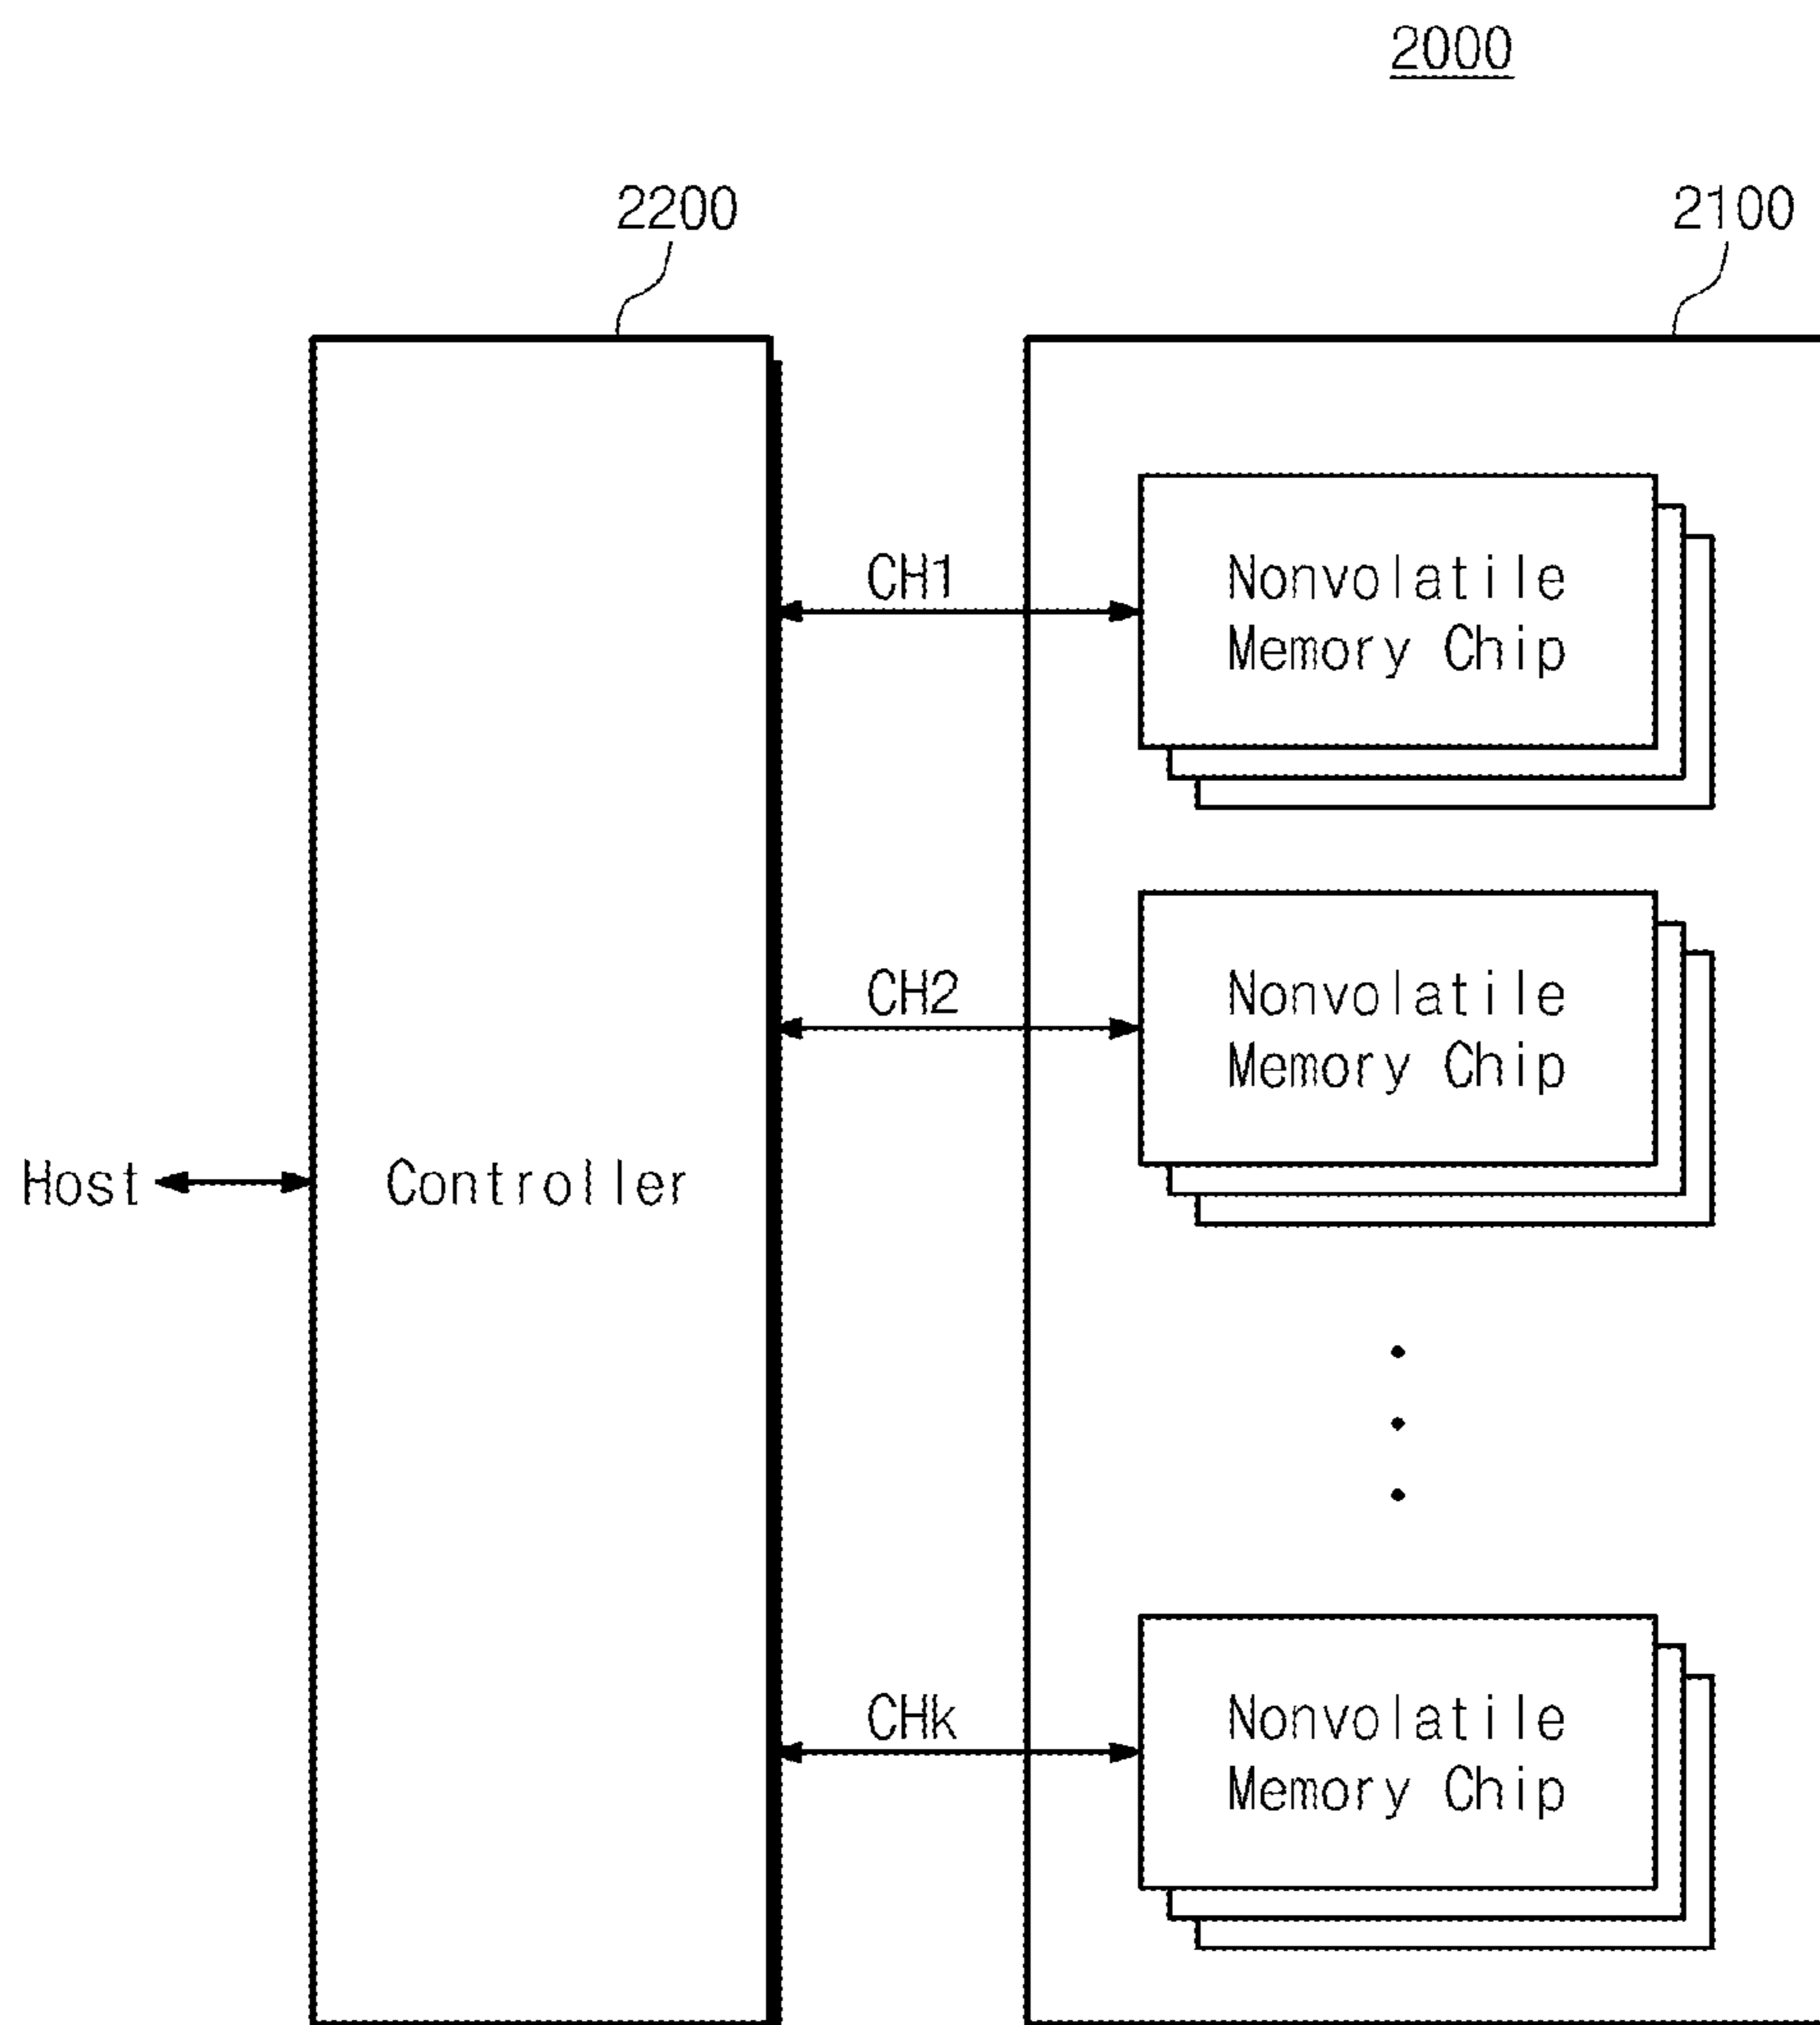 2000
2200
2100
CH1
Nonvolatile
Memory Chip
CH2
Nonvolatile
Memory Chip
Host
Controller
CHk
Nonvolatile
Memory Chip